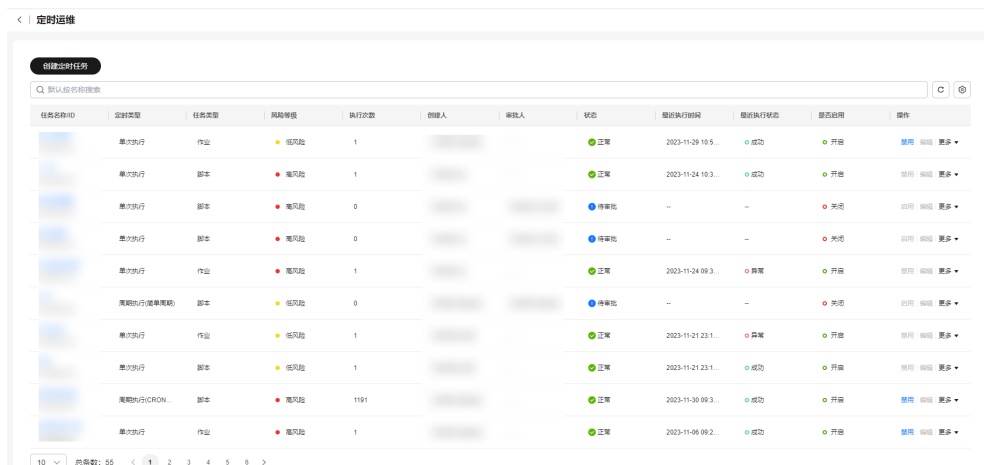 定时运维
创建定时任务
默认按名称搜索
任务名称/ID 定时类型 任务类型 风险等级 执行次数 创建人 审批人 状态 最近执行时间 最近执行状态 是否启用 操作
单次执行 作业 低风险 1 正常 2023-11-29 10:5... 成功 开启 禁用 编辑 更多
单次执行 脚本 高风险 1 正常 2023-11-24 10:3... 成功 开启 禁用 编辑 更多
单次执行 脚本 高风险 0 待审批 -- -- 关闭 启用 编辑 更多
单次执行 脚本 高风险 0 待审批 -- -- 关闭 启用 编辑 更多
单次执行 作业 高风险 1 正常 2023-11-24 09:3... 异常 开启 禁用 编辑 更多
周期执行(简单周期) 脚本 低风险 0 待审批 -- -- 关闭 启用 编辑 更多
单次执行 作业 低风险 1 正常 2023-11-21 23:1... 异常 开启 禁用 编辑 更多
单次执行 脚本 低风险 1 正常 2023-11-21 23:1... 成功 开启 禁用 编辑 更多
周期执行(CRON... 脚本 高风险 1191 正常 2023-11-30 09:3... 成功 开启 禁用 编辑 更多
单次执行 作业 高风险 1 正常 2023-11-06 09:2... 成功 开启 禁用 编辑 更多
10 总条数: 55 < 1 2 3 4 5 6 >